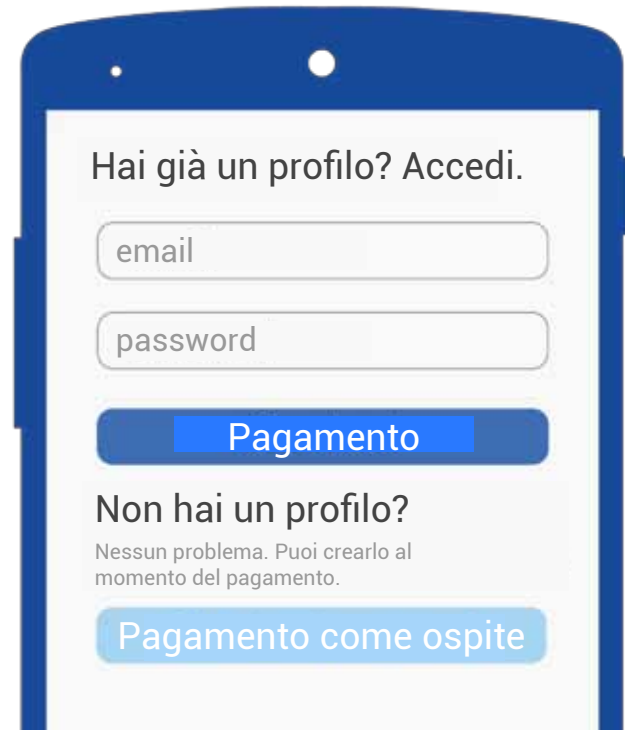 Hai già un profilo? Accedi.
email
password
Pagamento
Non hai un profilo?
Nessun problema. Puoi crearlo al
momento del pagamento.
Pagamento come ospite